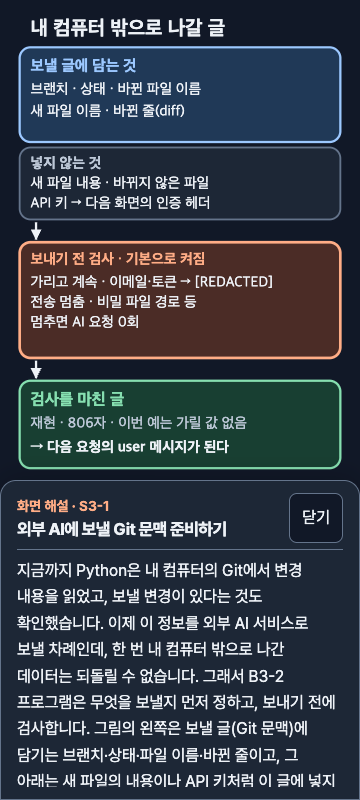 내 컴퓨터 밖으로 나갈 글
보낼 글에 담는 것
브랜치 · 상태 · 바뀐 파일 이름
새 파일 이름 · 바뀐 줄(diff)
넣지 않는 것
새 파일 내용 · 바뀌지 않은 파일
API 키 → 다음 화면의 인증 헤더
보내기 전 검사 · 기본으로 켜짐
가리고 계속 · 이메일·토큰 → [REDACTED]
전송 멈춤 · 비밀 파일 경로 등
멈추면 AI 요청 0회
검사를 마친 글
재현 · 806자 · 이번 예는 가릴 값 없음
→ 다음 요청의 user 메시지가 된다
화면 해설 · S3-1
외부 AI에 보낼 Git 문맥 준비하기
닫기
지금까지 Python은 내 컴퓨터의 Git에서 변경
내용을 읽었고, 보낼 변경이 있다는 것도
확인했습니다. 이제 이 정보를 외부 AI 서비스로
보낼 차례인데, 한 번 내 컴퓨터 밖으로 나간
데이터는 되돌릴 수 없습니다. 그래서 B3-2
프로그램은 무엇을 보낼지 먼저 정하고, 보내기 전에
검사합니다. 그림의 왼쪽은 보낼 글(Git 문맥)에
담기는 브랜치·상태·파일 이름·바뀐 줄이고, 그
아래는 새 파일의 내용이나 API 키처럼 이 글에 넣지